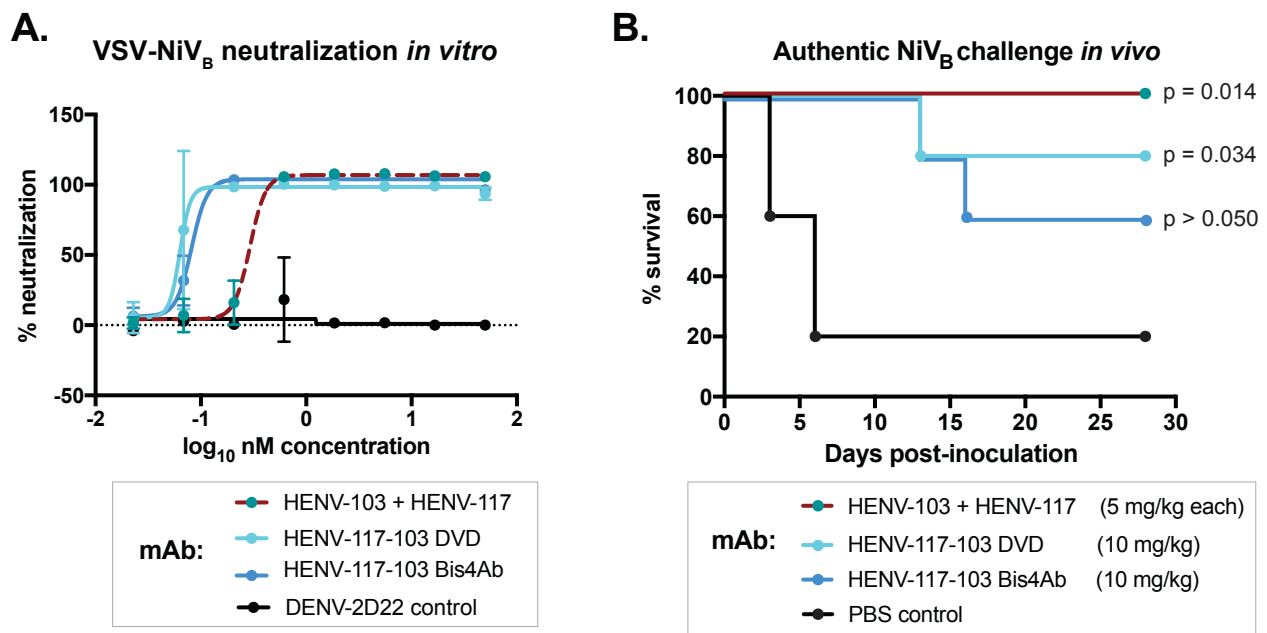 A.
VSV-NiVB neutralization in vitro
% neutralization
150
100
50
0
-50
-2
-1
0
1
2
log10 nM concentration
mAb:
HENV-103 + HENV-117
HENV-117-103 DVD
HENV-117-103 Bis4Ab
DENV-2D22 control
B.
Authentic NiVB challenge in vivo
% survival
100
80
60
40
20
0
0
5
10
15
20
25
30
Days post-inoculation
p = 0.014
p = 0.034
p > 0.050
mAb:
HENV-103 + HENV-117 (5 mg/kg each)
HENV-117-103 DVD (10 mg/kg)
HENV-117-103 Bis4Ab (10 mg/kg)
PBS control